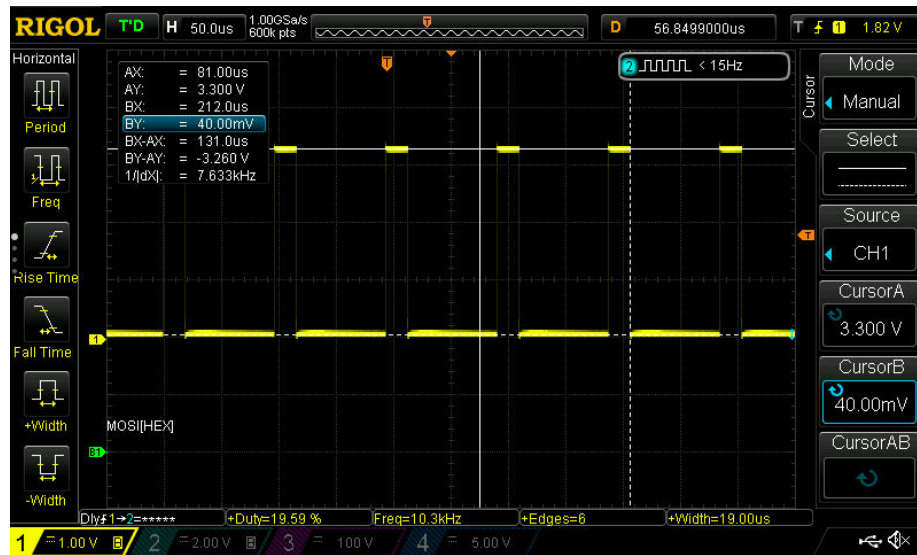 RIGOL T'D H 50.0us 1.00GSa/s 600k pts D 56.8499000us T 1 1.82 V
Horizontal
Period
Freq
Rise Time
Fall Time
+Width
-Width
AX: = 81.00us
AY: = 3.300 V
BX: = 212.0us
BY: = 40.00mV
BX-AX: = 131.0us
BY-AY: = -3.260 V
1/|dX|: = 7.633kHz
T
2 < 15Hz
T
1
MOSI[HEX]
B1
Cursor
Mode
Manual
Select
Source
CH1
CursorA
3.300 V
CursorB
40.00mV
CursorAB
Dly 1→2=***** +Duty=19.59 % Freq=10.3kHz +Edges=6 +Width=19.00us
1 = 1.00 V B 2 = 2.00 V B 3 = 100 V 4 = 5.00 V